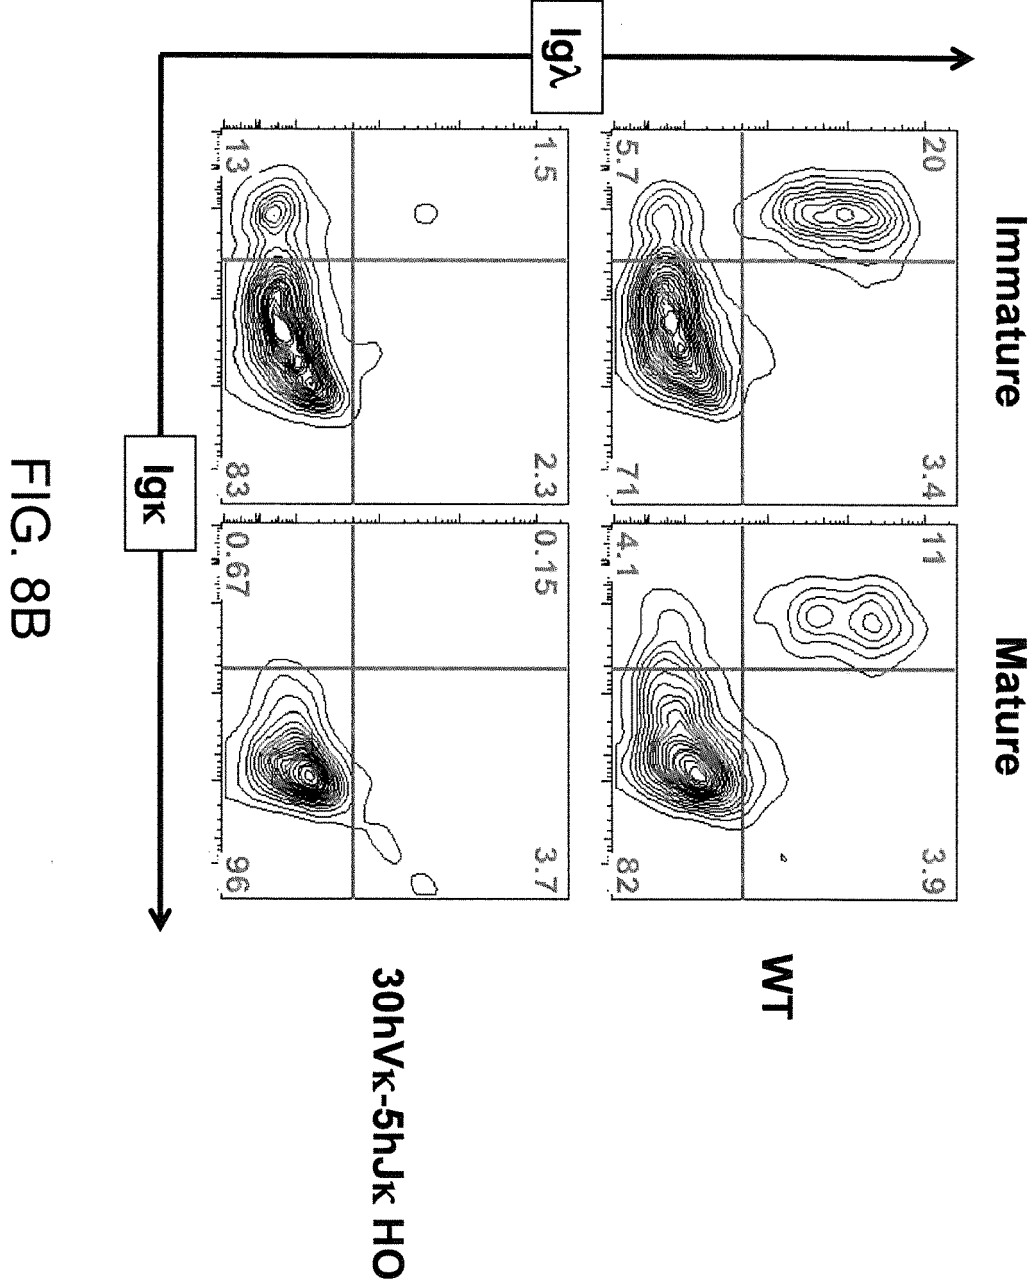 Immature
Mature
20
3.4
11
3.9
WT
5.7
71
4.1
82
Igλ
1.5
2.3
0.15
3.7
30hVκ-5hJκ HO
13
83
0.67
96
Igκ
FIG. 8B